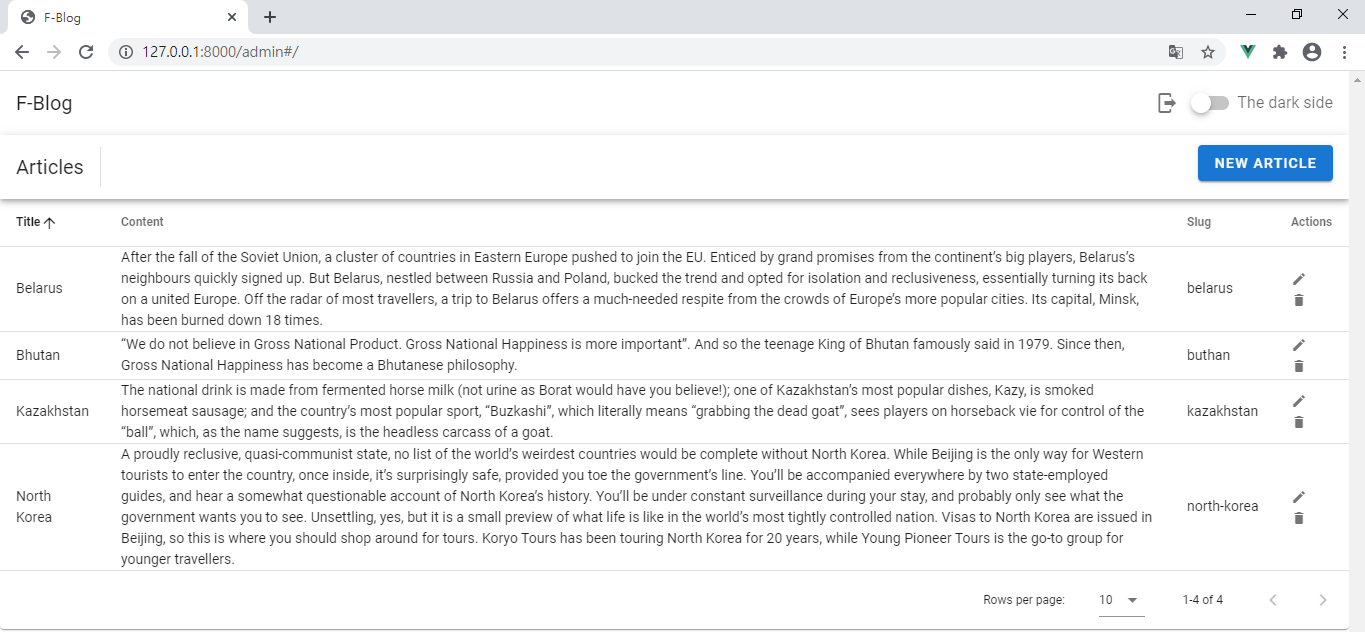 F-Blog
127.0.0.1:8000/admin#/
F-Blog
The dark side
Articles
NEW ARTICLE
Title Content Slug Actions
After the fall of the Soviet Union, a cluster of countries in Eastern Europe pushed to join the EU. Enticed by grand promises from the continent’s big players, Belarus’s
neighbours quickly signed up. But Belarus, nestled between Russia and Poland, bucked the trend and opted for isolation and reclusiveness, essentially turning its back
Belarus
on a united Europe. Off the radar of most travellers, a trip to Belarus offers a much-needed respite from the crowds of Europe’s more popular cities. Its capital, Minsk,
has been burned down 18 times.
belarus
Bhutan
“We do not believe in Gross National Product. Gross National Happiness is more important”. And so the teenage King of Bhutan famously said in 1979. Since then,
Gross National Happiness has become a Bhutanese philosophy.
buthan
Kazakhstan
The national drink is made from fermented horse milk (not urine as Borat would have you believe!); one of Kazakhstan’s most popular dishes, Kazy, is smoked
horsemeat sausage; and the country’s most popular sport, “Buzkashi”, which literally means “grabbing the dead goat”, sees players on horseback vie for control of the
“ball”, which, as the name suggests, is the headless carcass of a goat.
kazakhstan
North
Korea
A proudly reclusive, quasi-communist state, no list of the world’s weirdest countries would be complete without North Korea. While Beijing is the only way for Western
tourists to enter the country, once inside, it’s surprisingly safe, provided you toe the government’s line. You’ll be accompanied everywhere by two state-employed
guides, and hear a somewhat questionable account of North Korea’s history. You’ll be under constant surveillance during your stay, and probably only see what the
government wants you to see. Unsettling, yes, but it is a small preview of what life is like in the world’s most tightly controlled nation. Visas to North Korea are issued in
Beijing, so this is where you should shop around for tours. Koryo Tours has been touring North Korea for 20 years, while Young Pioneer Tours is the go-to group for
younger travellers.
north-korea
Rows per page: 10 1-4 of 4